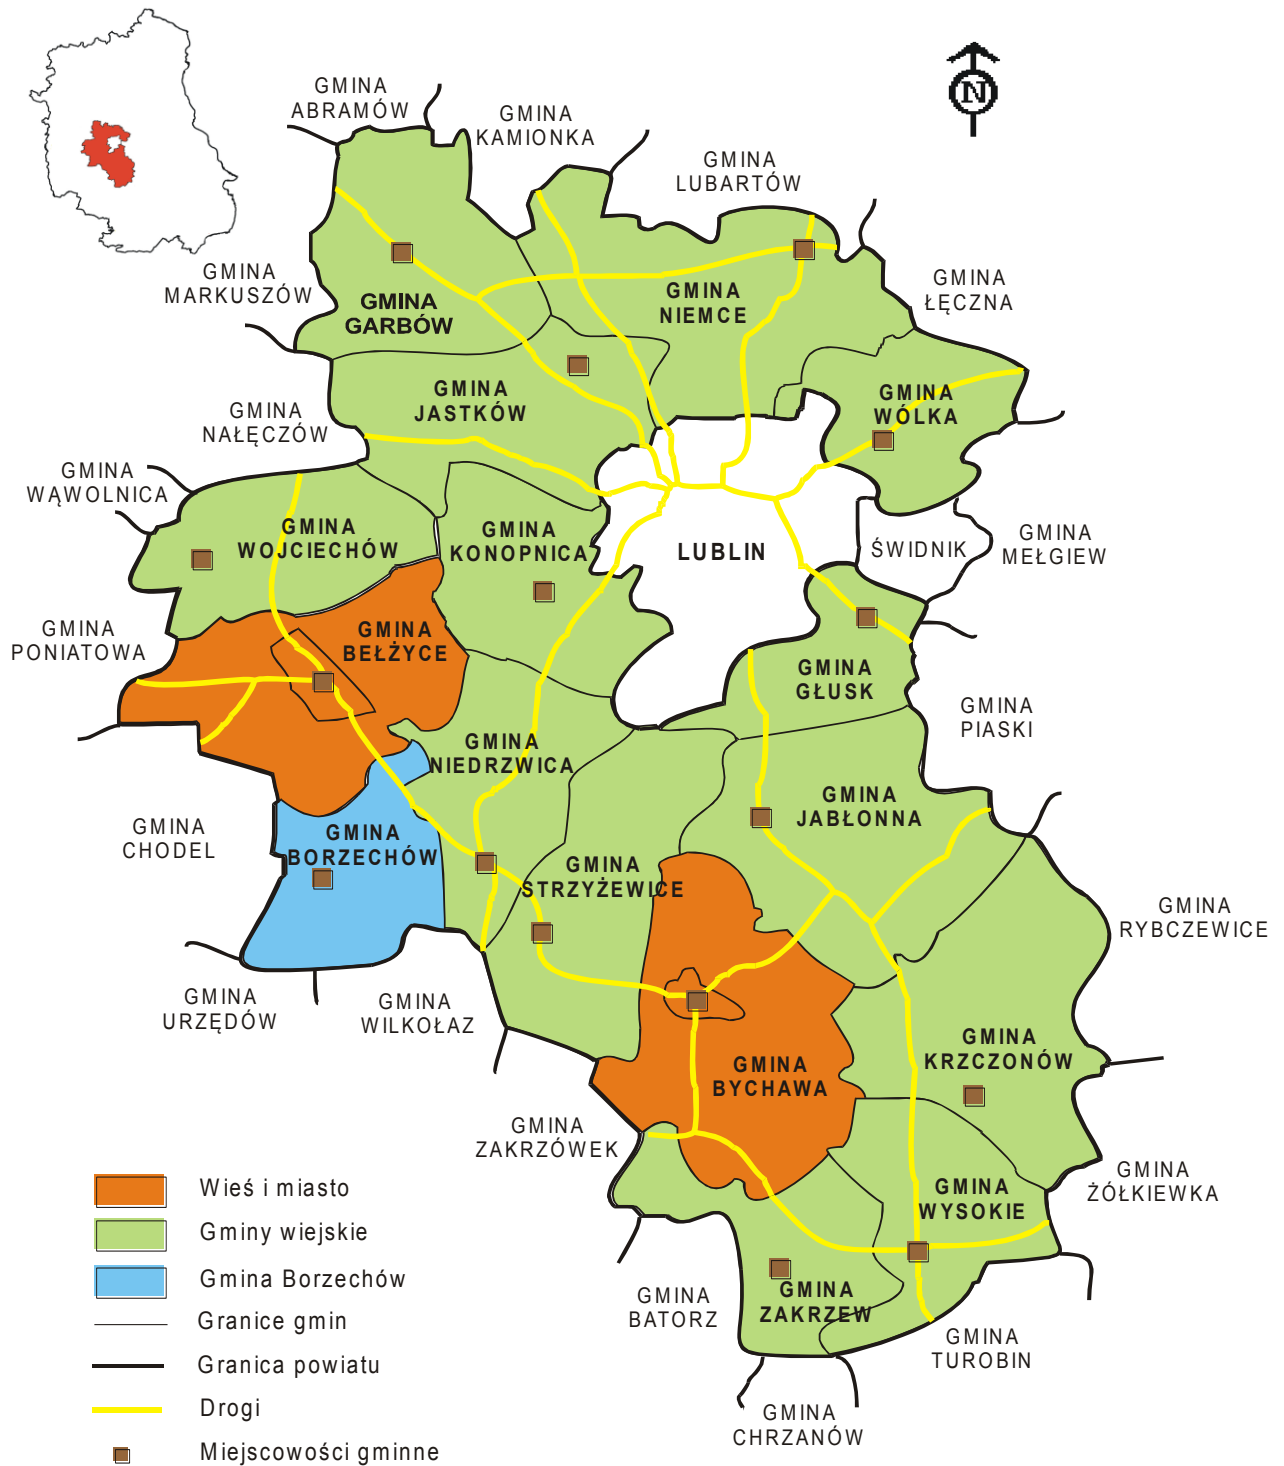 GMINA
ABRAMÓW
GMINA
KAMIONKA
N
GMINA
LUBARTÓW
GMINA
MARKUSZÓW
GMINA
GARBÓW
GMINA
NIEMCE
GMINA
ŁĘCZNA
GMINA
JASTKÓW
GMINA
WÓLKA
GMINA
NAŁĘCZÓW
GMINA
WĄWOLNICA
GMINA
WOJCIECHÓW
GMINA
KONOPNICA
LUBLIN
ŚWIDNIK
GMINA
MEŁGIEW
GMINA
PONIATOWA
GMINA
BEŁŻYCE
GMINA
GŁUSK
GMINA
PIASKI
GMINA
NIEDRZWICA
GMINA
JABŁONNA
GMINA
CHODEL
GMINA
BORZECHÓW
GMINA
STRZYŻEWICE
GMINA
RYBCZEWICE
GMINA
URZĘDÓW
GMINA
WILKOŁAZ
GMINA
KRZCZONÓW
GMINA
BYCHAWA
GMINA
ZAKRZÓWEK
GMINA
ŻÓŁKIEWKA
GMINA
WYSOKIE
GMINA
BATORZ
GMINA
ZAKRZEW
GMINA
TUROBIN
GMINA
CHRZANÓW
Wieś i miasto
Gminy wiejskie
Gmina Borzechów
Granice gmin
Granica powiatu
Drogi
Miejscowości gminne